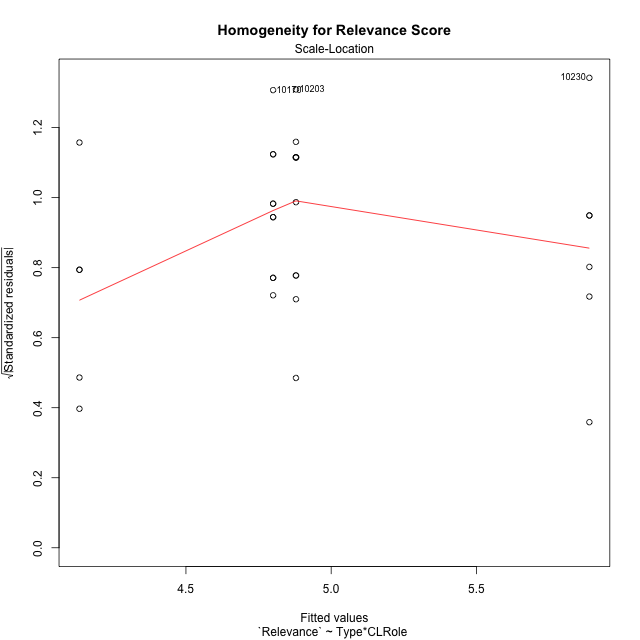 Homogeneity for Relevance Score
Scale-Location
10203
10230
1.2
1.0
0.8
0.6
0.4
0.2
0.0
√|Standardized residuals|
4.5 5.0 5.5
Fitted values
`Relevance` ~ Type*CLRole